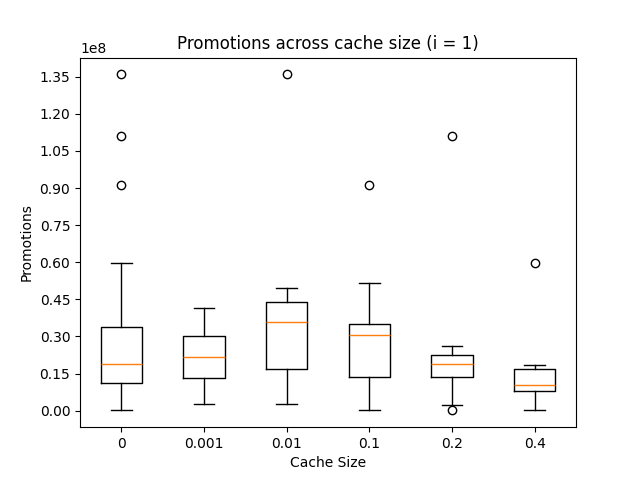 Promotions across cache size (i = 1)
1e8
1.35
1.20
1.05
0.90
0.75
0.60
0.45
0.30
0.15
0.00
Promotions
0 0.001 0.01 0.1 0.2 0.4
Cache Size